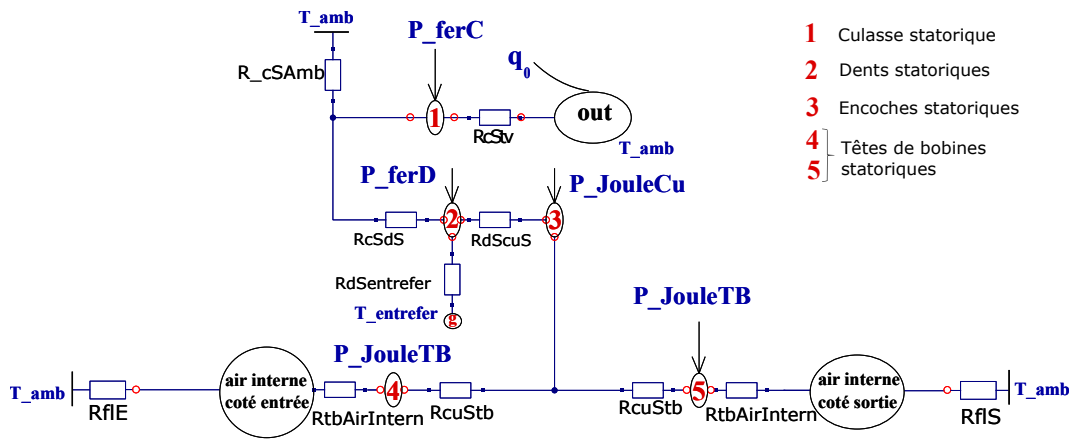 T_amb
P_ferC
R_cSAmb
q0
1
RcStv
out
T_amb
1 Culasse statorique
2 Dents statoriques
3 Encoches statoriques
4 Têtes de bobines
5 statoriques
P_ferD
P_JouleCu
2
3
RcSdS
RdScuS
RdSentrefer
T_entrefer
g
P_JouleTB
P_JouleTB
T_amb
RflE
air interne
coté entrée
RtbAirIntern
4
RcuStb
RcuStb
5
RtbAirIntern
air interne
coté sortie
RflS
T_amb